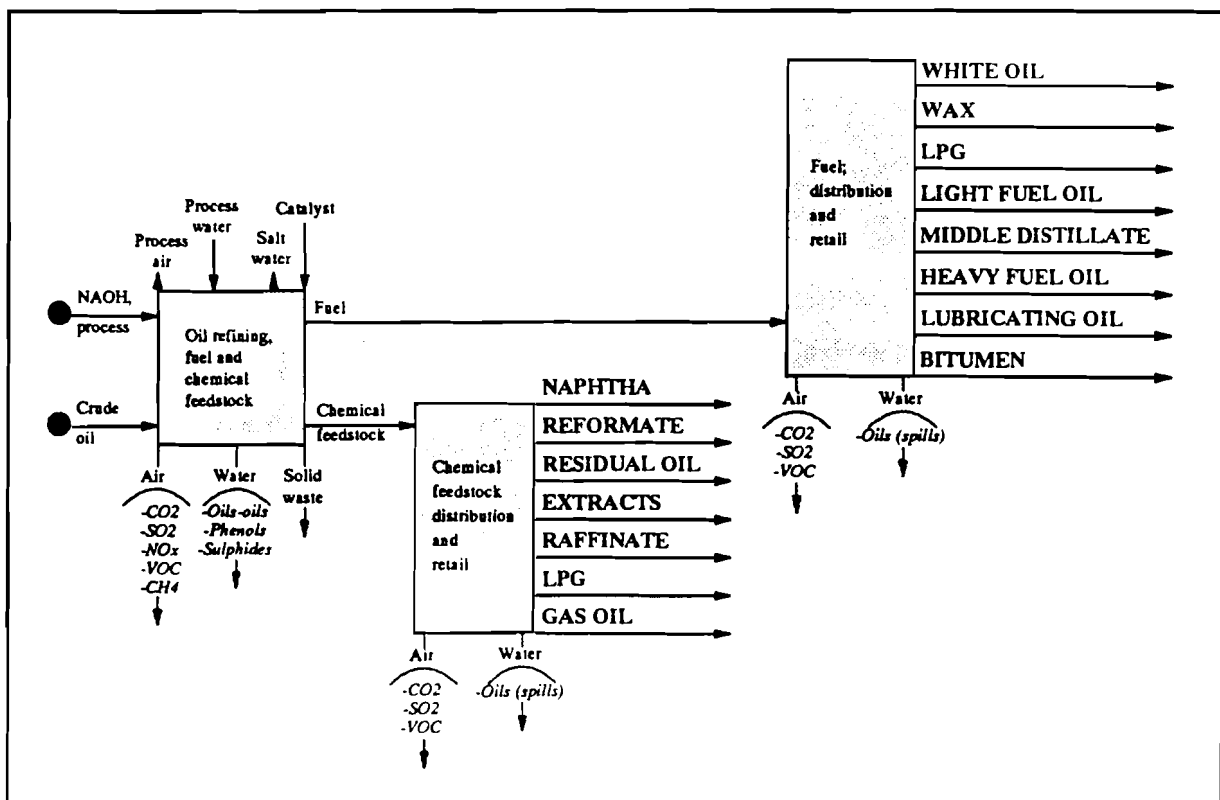 WHITE OIL
WAX
LPG
LIGHT FUEL OIL
MIDDLE DISTILLATE
HEAVY FUEL OIL
LUBRICATING OIL
BITUMEN
Fuel;
distribution
and
retail
Air
-CO2
-SO2
-VOC
Water
-Oils (spills)
Process
air
Process
water
Salt
water
Catalyst
NAOH,
process
Crude
oil
Oil refining,
fuel and
chemical
feedstock
Fuel
Chemical
feedstock
Air
-CO2
-SO2
-NOx
-VOC
-CH4
Water
-Oils-oils
-Phenols
-Sulphides
Solid
waste
Chemical
feedstock
distribution
and
retail
NAPHTHA
REFORMATE
RESIDUAL OIL
EXTRACTS
RAFFINATE
LPG
GAS OIL
Air
-CO2
-SO2
-VOC
Water
-Oils (spills)